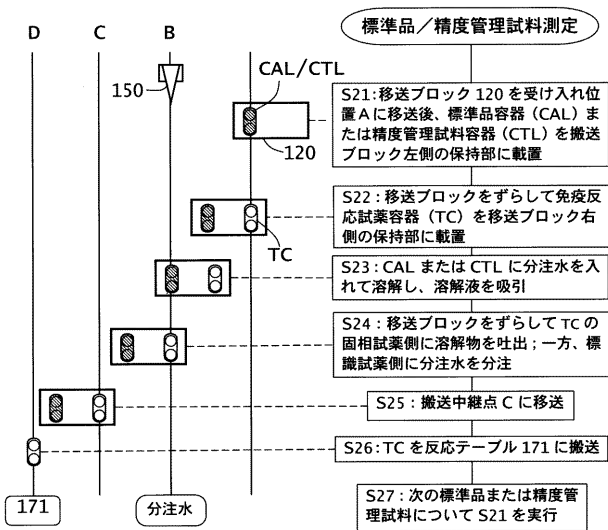 D
C
B
標準品／精度管理試料測定
150
CAL/CTL
120
S21:移送ブロック 120 を受け入れ位
置Aに移送後、標準品容器（CAL）ま
たは精度管理試料容器（CTL）を搬送
ブロック左側の保持部に載置
S22：移送ブロックをずらして免疫反
応試薬容器（TC）を移送ブロック右
側の保持部に載置
TC
S23：CAL または CTL に分注水を入
れて溶解し、溶解液を吸引
S24：移送ブロックをずらして TC の
固相試薬側に溶解物を吐出；一方、標
識試薬側に分注水を分注
S25：搬送中継点 C に移送
S26：TC を反応テーブル 171 に搬送
171
分注水
S27：次の標準品または精度管
理試料について S21 を実行